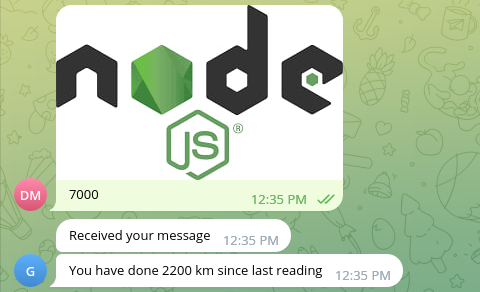 node
JS®
DM
7000
12:35 PM
Received your message 12:35 PM
G
You have done 2200 km since last reading 12:35 PM